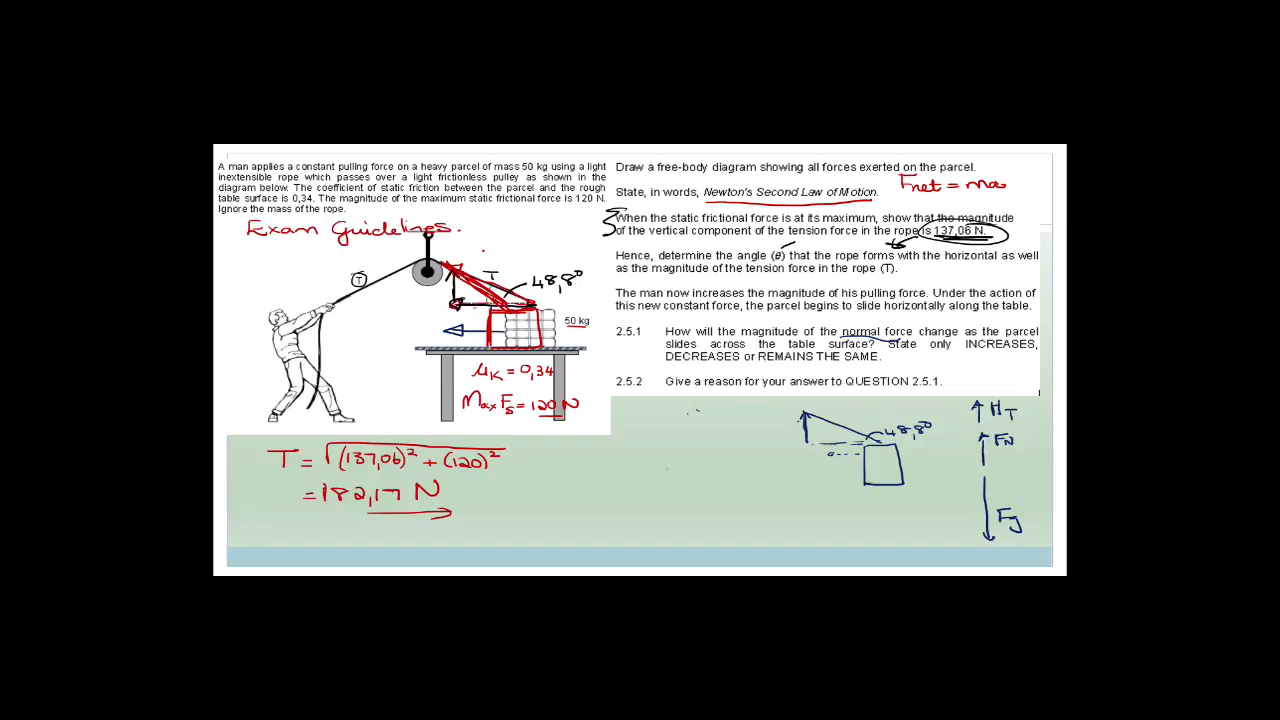 A man applies a constant pulling force on a heavy parcel of mass 50 kg using a light
inextensible rope which passes over a light frictionless pulley as shown in the
diagram below. The coefficient of static friction between the parcel and the rough
table surface is 0,34. The magnitude of the maximum static frictional force is 120 N.
Ignore the mass of the rope.
Exam Guidelines.
T
T
48,8°
50 kg
μK = 0,34
Max Fs = 120 N
T = √(137,06)² + (120)²
= 182,17 N
Draw a free-body diagram showing all forces exerted on the parcel.
State, in words, Newton's Second Law of Motion.
Fnet = ma
When the static frictional force is at its maximum, show that the magnitude
of the vertical component of the tension force in the rope is 137,06 N.
Hence, determine the angle (θ) that the rope forms with the horizontal as well
as the magnitude of the tension force in the rope (T).
The man now increases the magnitude of his pulling force. Under the action of
this new constant force, the parcel begins to slide horizontally along the table.
2.5.1 How will the magnitude of the normal force change as the parcel
slides across the table surface? State only INCREASES,
DECREASES or REMAINS THE SAME.
2.5.2 Give a reason for your answer to QUESTION 2.5.1.
48,8°
HT
FN
Fg